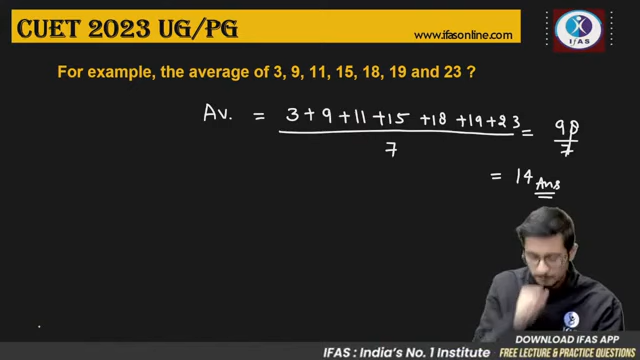 CUET 2023 UG/PG
www.ifasonline.com
iFAS
For example, the average of 3, 9, 11, 15, 18, 19 and 23 ?
Av. = 3 + 9 + 11 + 15 + 18 + 19 + 23 = 98
7 7
= 14 Ans
DOWNLOAD IFAS APP
IFAS : India's No. 1 Institute FREE LECTURE & PRACTICE QUESTIONS